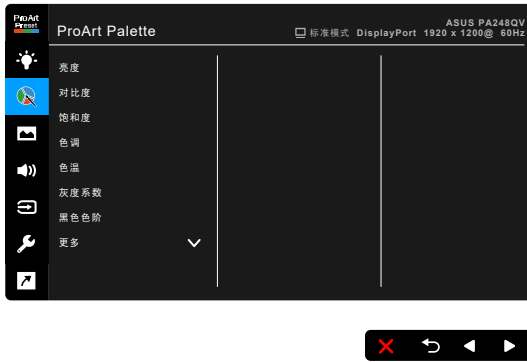 ProArt
Preset
ProArt Palette
ASUS PA248QV
标准模式 DisplayPort 1920 x 1200@ 60Hz
亮度
对比度
饱和度
色调
色温
灰度系数
黑色色阶
更多